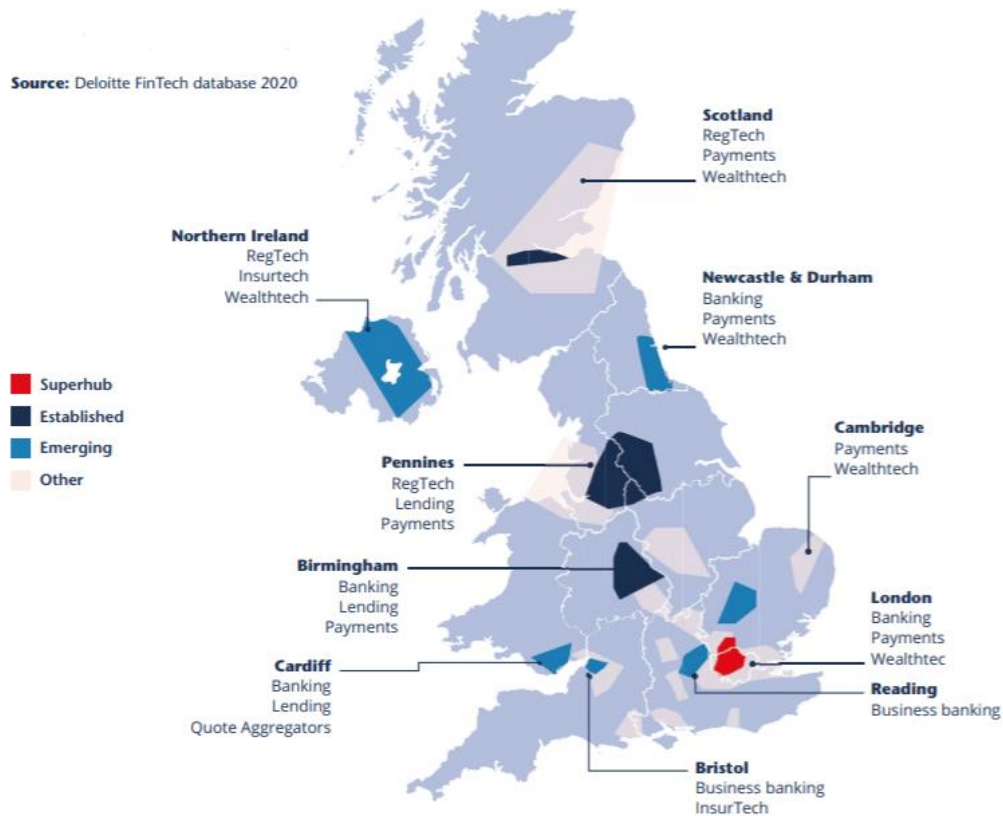 Source: Deloitte FinTech database 2020
Scotland
RegTech
Payments
Wealthtech
Northern Ireland
RegTech
Insurtech
Wealthtech
Newcastle & Durham
Banking
Payments
Wealthtech
Superhub
Established
Emerging
Other
Cambridge
Payments
Wealthtech
Pennines
RegTech
Lending
Payments
Birmingham
Banking
Lending
Payments
London
Banking
Payments
Wealthtec
Cardiff
Banking
Lending
Quote Aggregators
Reading
Business banking
Bristol
Business banking
InsurTech